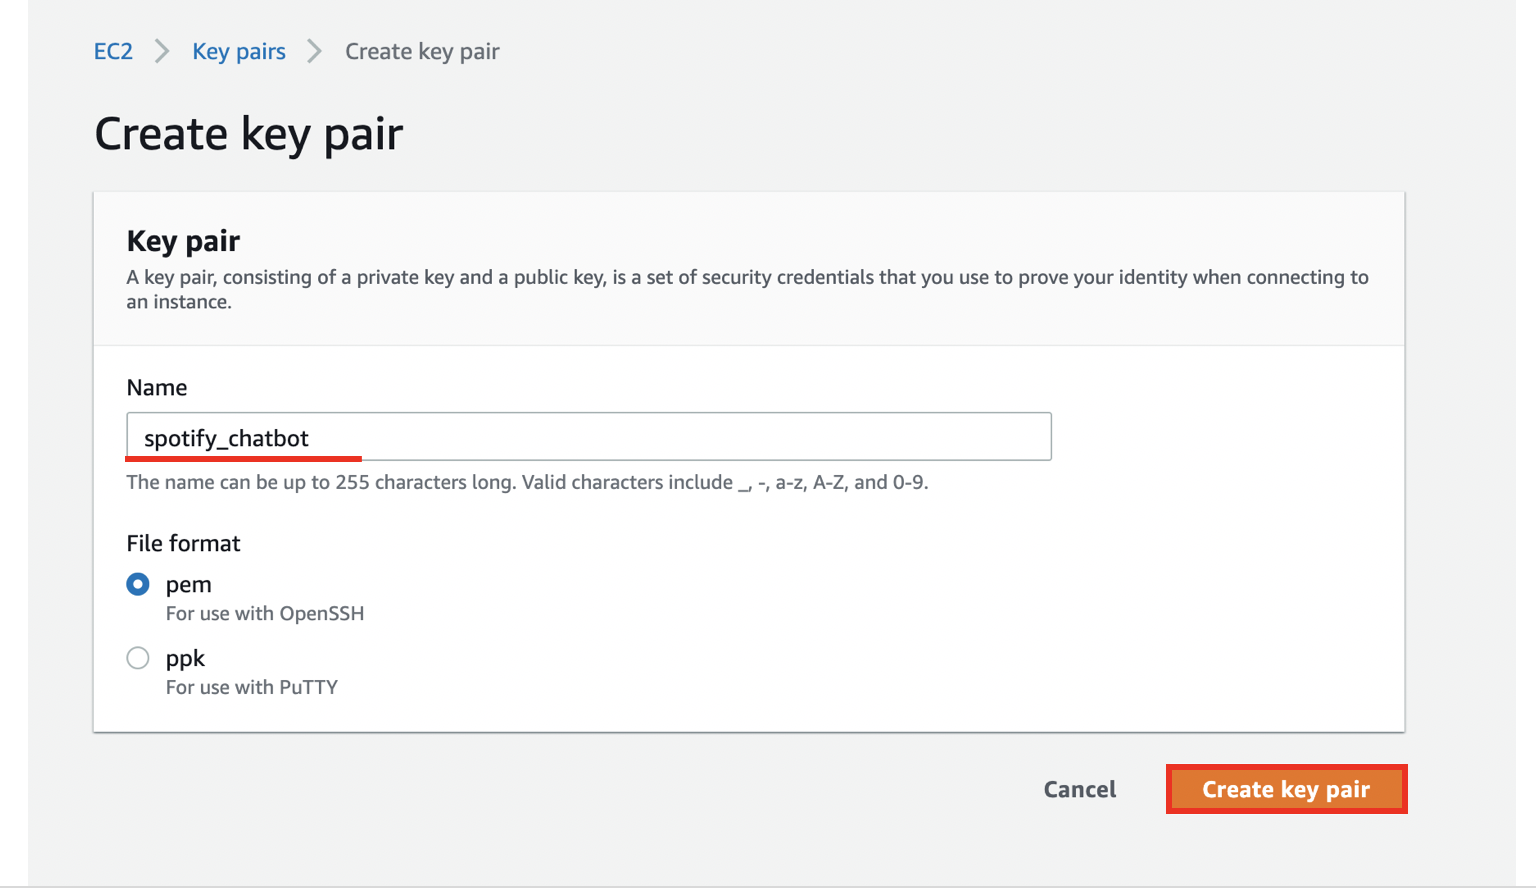 EC2 > Key pairs > Create key pair
Create key pair
Key pair
A key pair, consisting of a private key and a public key, is a set of security credentials that you use to prove your identity when connecting to
an instance.
Name
spotify_chatbot
The name can be up to 255 characters long. Valid characters include _, -, a-z, A-Z, and 0-9.
File format
pem
For use with OpenSSH
ppk
For use with PuTTY
Cancel Create key pair